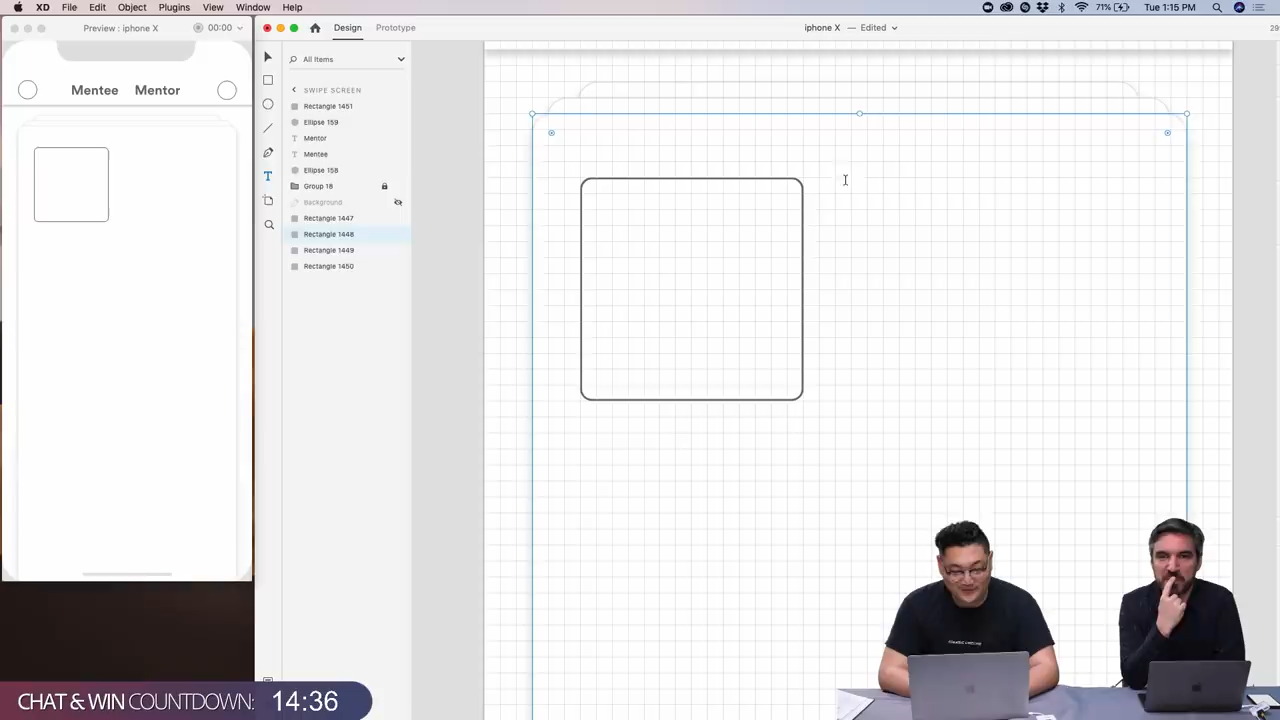 XD File Edit Object Plugins View Window Help
71% Tue 1:15 PM
Preview : iphone X
00:00
Design Prototype
iphone X — Edited
29
Mentee Mentor
All Items
SWIPE SCREEN
Rectangle 1451
Ellipse 159
Mentor
Mentee
Ellipse 158
Group 18
Background
Rectangle 1447
Rectangle 1448
Rectangle 1449
Rectangle 1450
CHAT & WIN COUNTDOWN: 14:36